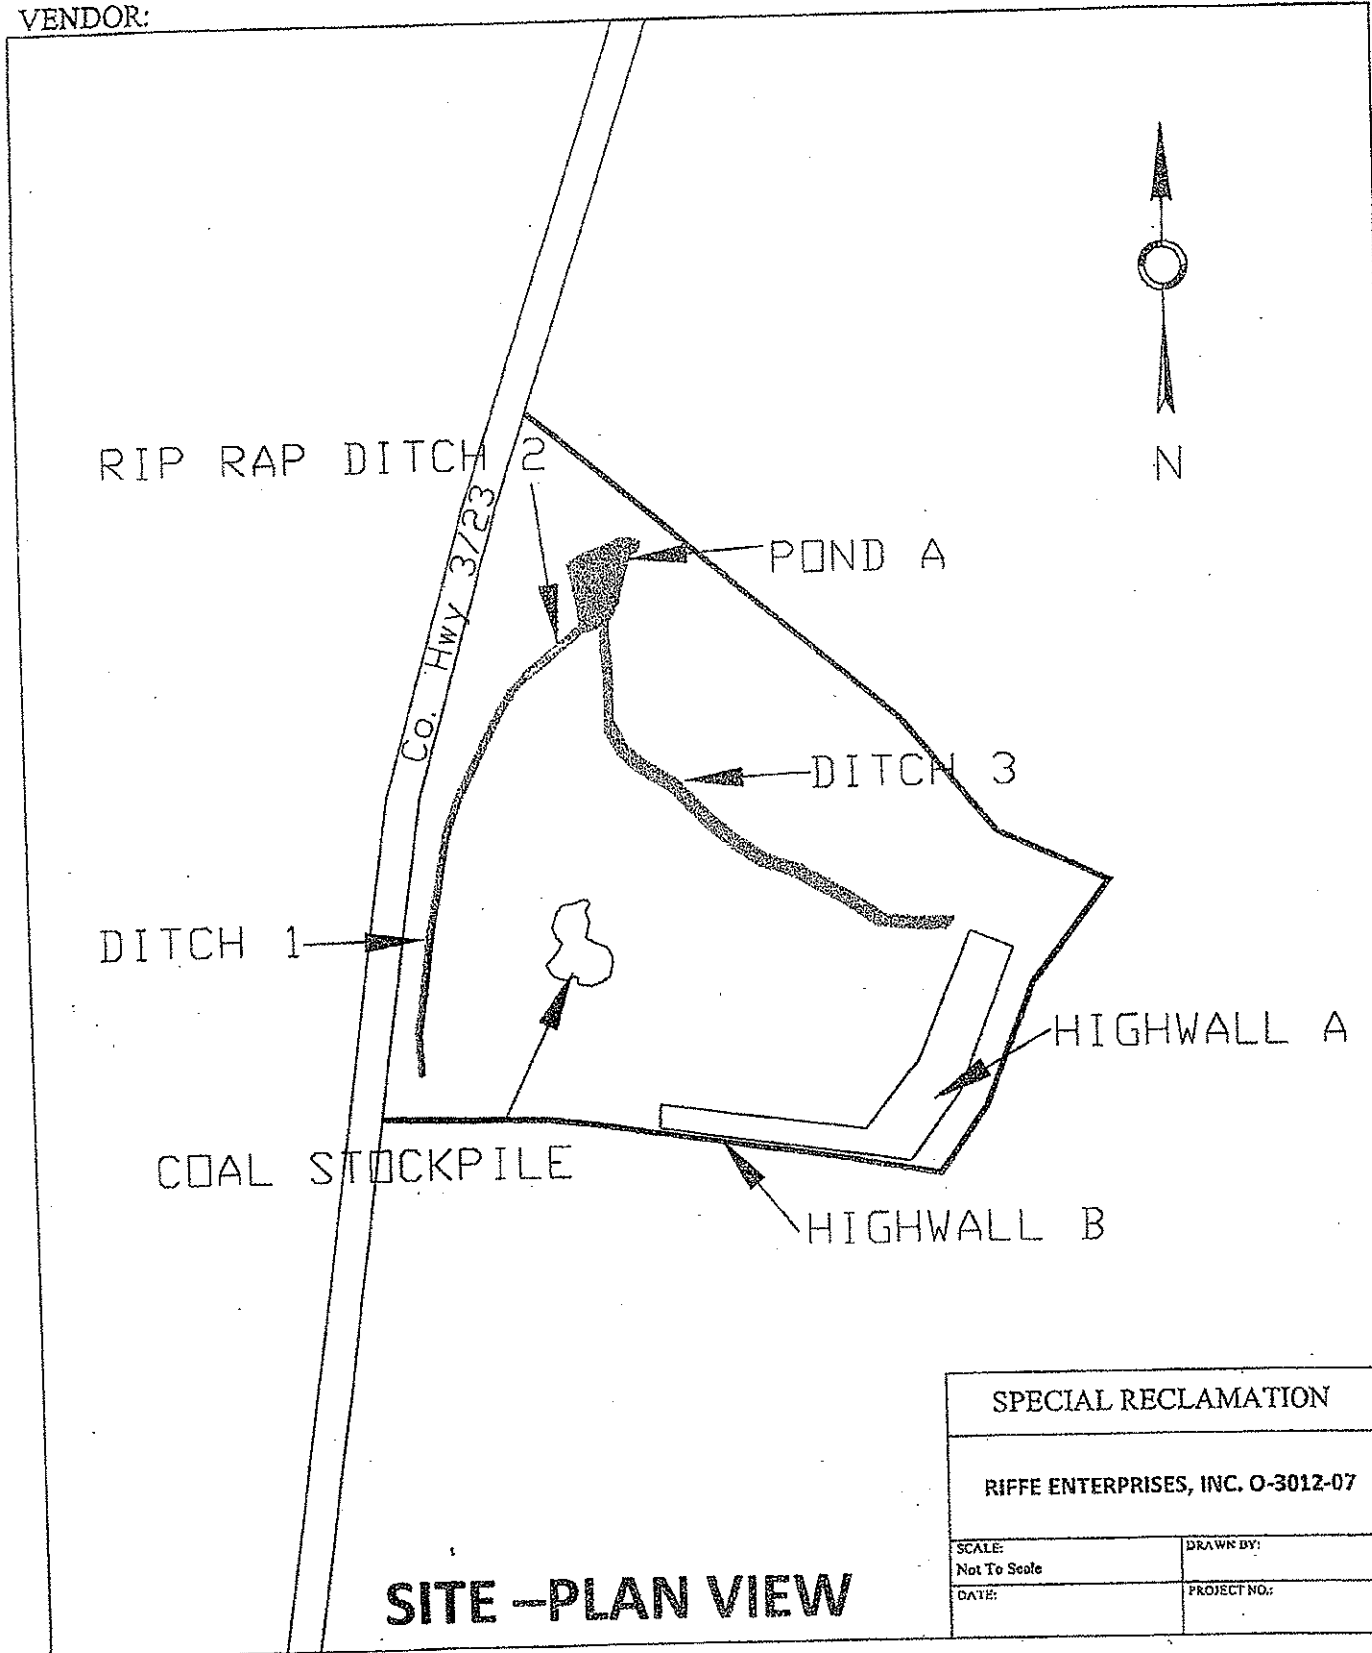 VENDOR:
N
RIP RAP DITCH 2
Co. Hwy 3/23
POND A
DITCH 3
DITCH 1
HIGHWALL A
COAL STOCKPILE
HIGHWALL B
SPECIAL RECLAMATION
RIFFE ENTERPRISES, INC. O-3012-07
SCALE:
Not To Scale
DRAWN BY:
DATE:
PROJECT NO.:
SITE --PLAN VIEW